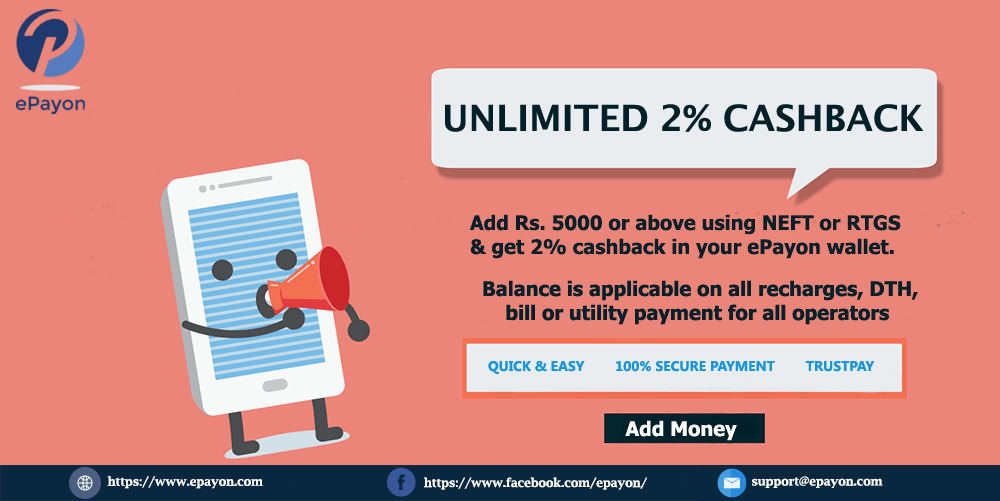 ePayon
UNLIMITED 2% CASHBACK
Add Rs. 5000 or above using NEFT or RTGS
& get 2% cashback in your ePayon wallet.
Balance is applicable on all recharges, DTH,
bill or utility payment for all operators
QUICK & EASY 100% SECURE PAYMENT TRUSTPAY
Add Money
https://www.epayon.com https://www.facebook.com/epayon/ support@epayon.com